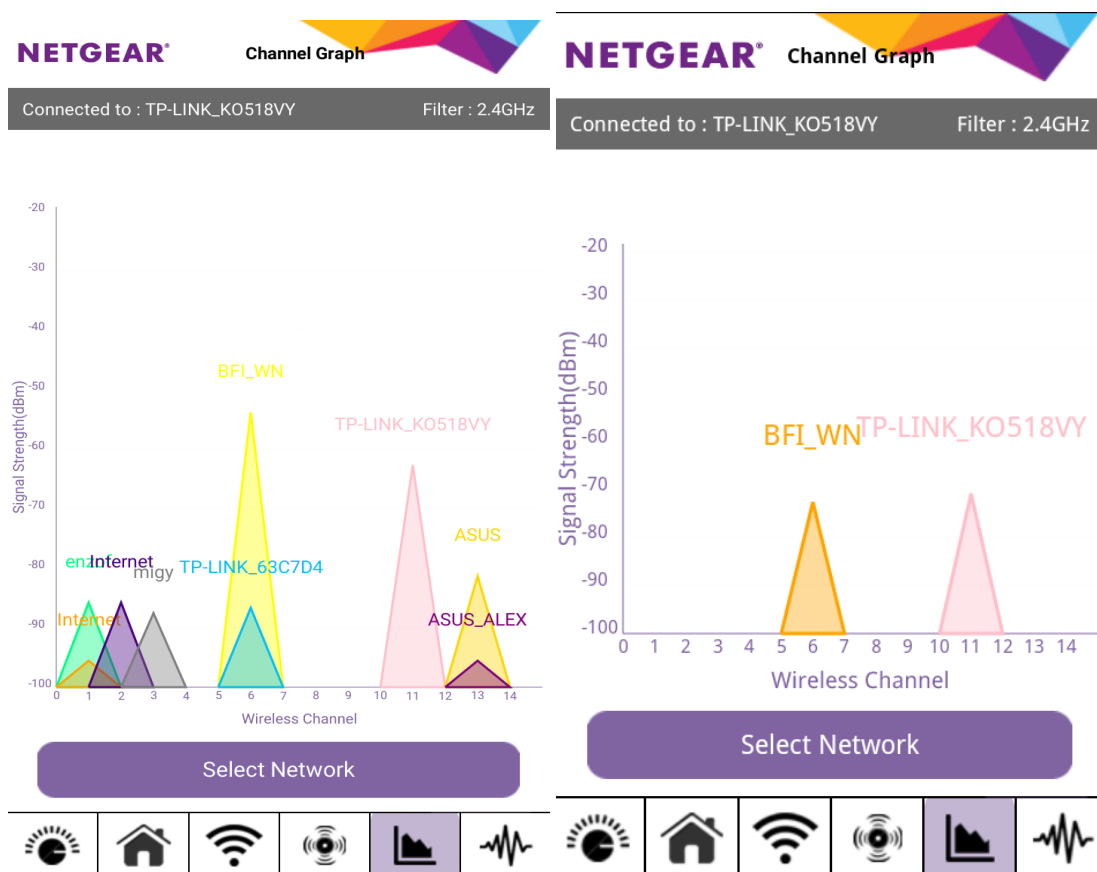 NETGEAR®
Channel Graph
Connected to : TP-LINK_KO518VY
Filter : 2.4GHz
-20
-30
-40
-50
-60
-70
-80
-90
-100
Signal Strength(dBm)
BFI_WN
TP-LINK_KO518VY
ASUS
Internet
migy
TP-LINK_63C7D4
Internet
ASUS_ALEX
0 1 2 3 4 5 6 7 8 9 10 11 12 13 14
Wireless Channel
Select Network
NETGEAR®
Channel Graph
Connected to : TP-LINK_KO518VY
Filter : 2.4GHz
-20
-30
-40
-50
-60
-70
-80
-90
-100
Signal Strength(dBm)
BFI_WN
TP-LINK_KO518VY
0 1 2 3 4 5 6 7 8 9 10 11 12 13 14
Wireless Channel
Select Network